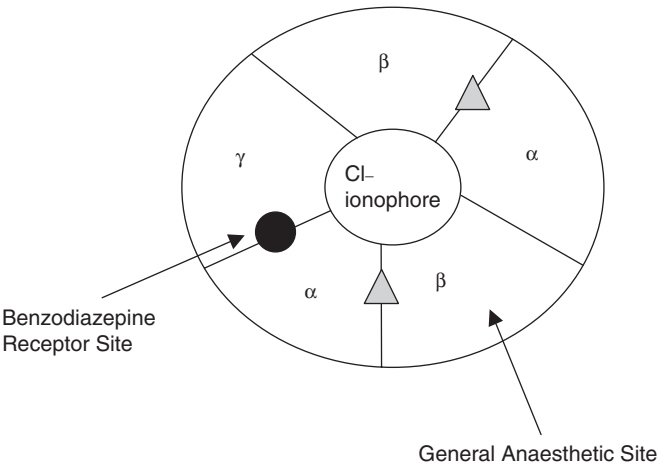 β
γ
α
Cl–
ionophore
α
β
Benzodiazepine
Receptor Site
General Anaesthetic Site